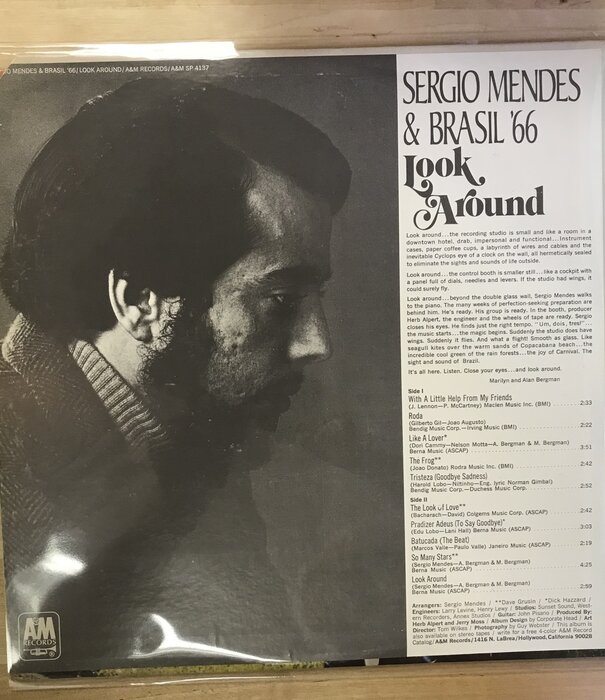 O MENDES & BRASIL '66/LOOK AROUND/A&M RECORDS/A&M SP 4137
SERGIO MENDES
& BRASIL '66
Look
Around
Look around...the recording studio is small and like a room in a
downtown hotel, drab, impersonal and functional...Instrument
cases, paper coffee cups, a labyrinth of wires and cables and the
inevitable Cyclops eye of a clock on the wall, all hermetically sealed
to eliminate the sights and sounds of life outside.
Look around...the control booth is smaller still...like a cockpit with
a panel full of dials, needles and levers. If the studio had wings, it
could surely fly.
Look around...beyond the double glass wall, Sergio Mendes walks
to the piano. The many weeks of perfection-seeking preparation are
behind him. He's ready. His group is ready. In the booth, producer
Herb Alpert, the engineer and the wheels of tape are ready. Sergio
closes his eyes. He finds just the right tempo. "Um, dois, tres!"...
the music starts...the magic begins. Suddenly the studio does have
wings. Suddenly it flies. And what a flight! Smooth as glass. Like
seagull kites over the warm sands of Copacabana beach...the
incredible cool green of the rain forests...the joy of Carnival. The
sight and sound of Brazil.
It's all here. Listen. Close your eyes...and look around.
Marilyn and Alan Bergman
Side I
With A Little Help From My Friends
(J. Lennon—P. McCartney) Maclen Music Inc. (BMI) 2:33
Roda
(Gilberto Gil—Joao Augusto)
Bendig Music Corp.—Irving Music (BMI) 2:22
Like A Lover*
(Dori Cammy—Nelson Motta—A. Bergman & M. Bergman)
Berna Music (ASCAP) 3:51
The Frog**
(Joao Donato) Rodra Music Inc. (BMI) 2:42
Tristeza (Goodbye Sadness)
(Harold Lobo—Niltinho—Eng. lyric Norman Gimbal)
Bendig Music Corp.—Duchess Music Corp. 2:52
Side II
The Look of Love**
(Bacharach—David) Colgems Music Corp. (ASCAP) 2:42
Pradizer Adeus (To Say Goodbye)*
(Edu Lobo—Lani Hall) Berna Music (ASCAP) 3:03
Batucada (The Beat)
(Marcos Valle—Paulo Valle) Janeiro Music (ASCAP) 2:19
So Many Stars**
(Sergio Mendes—A. Bergman & M. Bergman)
Berna Music (ASCAP) 4:25
Look Around
(Sergio Mendes—A. Bergman & M. Bergman)
Berna Music (ASCAP) 2:59
Arrangers: Sergio Mendes / **Dave Grusin / *Dick Hazzard /
Engineers: Larry Levine, Henry Lewy / Studios: Sunset Sound, West-
ern Recorders, Annex Studios / Guitar: John Pisano / Produced By:
Herb Alpert and Jerry Moss / Album Design by Corporate Head / Art
Director: Tom Wilkes / Photography by Guy Webster / This album is
also available on stereo tapes / write for a free 4-color A&M Record
Catalog/A&M Records/1416 N. LaBrea/Hollywood, California 90028
A&M
RECORDS